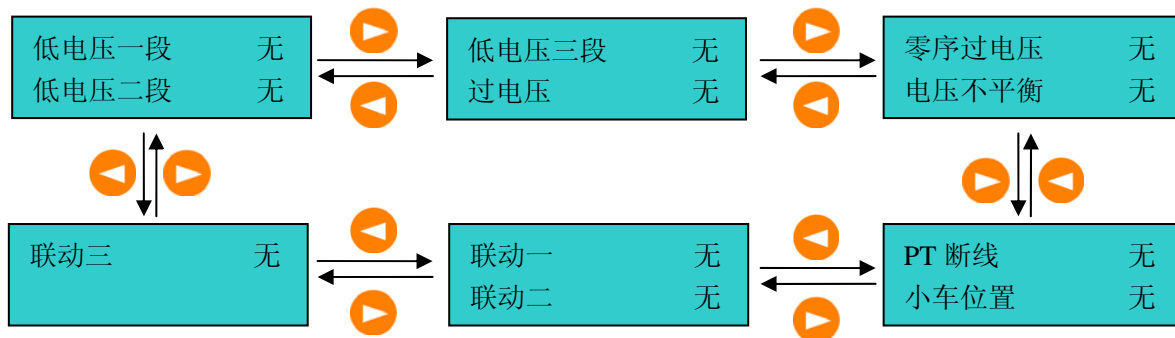 低电压一段 无
低电压二段 无
低电压三段 无
过电压 无
零序过电压 无
电压不平衡 无
联动三 无
联动一 无
联动二 无
PT 断线 无
小车位置 无